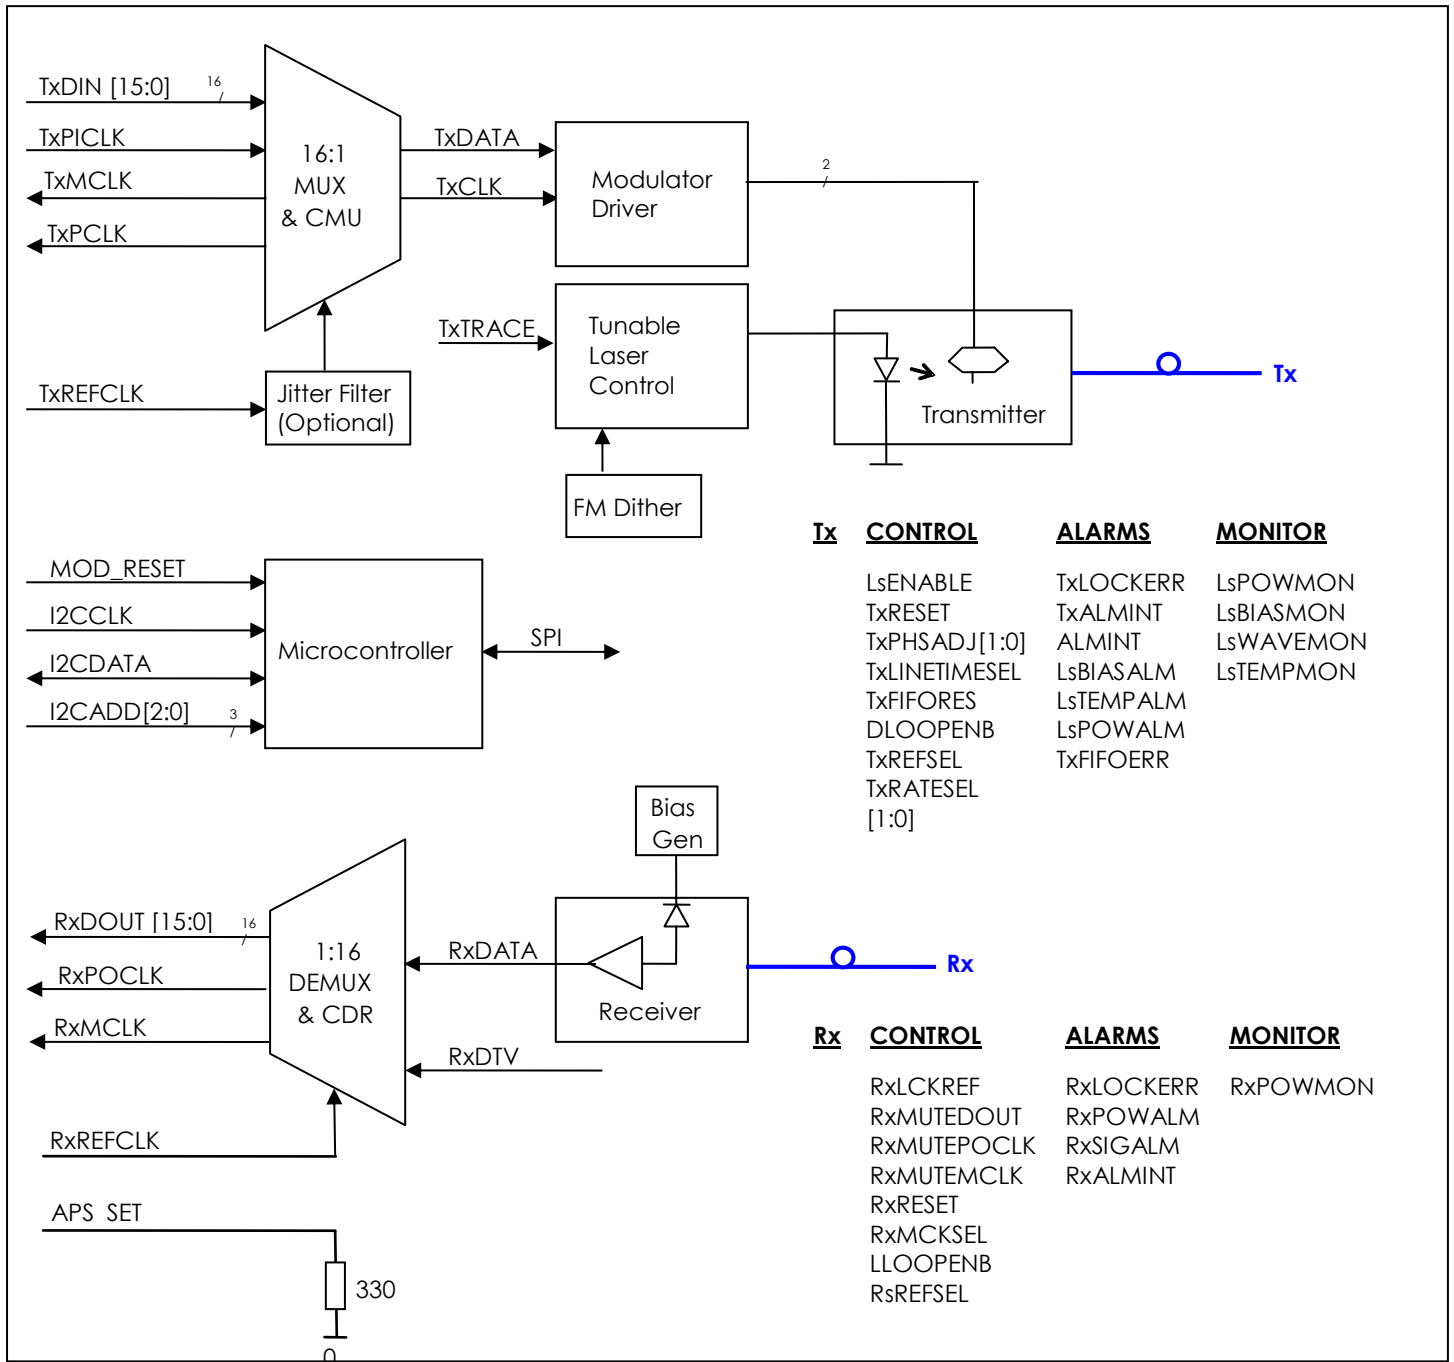 TxDIN [15:0]
16
TxPICLK
TxMCLK
TxPCLK
16:1
MUX
& CMU
TxDATA
TxCLK
Modulator
Driver
2
TxTRACE
Tunable
Laser
Control
TxREFCLK
Jitter Filter
(Optional)
FM Dither
Transmitter
Tx
MOD_RESET
I2CCLK
I2CDATA
I2CADD[2:0]
3
Microcontroller
SPI
Tx CONTROL ALARMS MONITOR
LsENABLE TxLOCKERR LsPOWMON
TxRESET TxALMINT LsBIASMON
TxPHSADJ[1:0] ALMINT LsWAVEMON
TxLINETIMESEL LsBIASALM LsTEMPMON
TxFIFORES LsTEMPALM
DLOOPENB LsPOWALM
TxREFSEL TxFIFOERR
TxRATESEL
[1:0]
Bias
Gen
RxDOUT [15:0]
16
RxPOCLK
RxMCLK
1:16
DEMUX
& CDR
RxDATA
RxDTV
Receiver
Rx
RxREFCLK
APS SET
330
0
Rx CONTROL ALARMS MONITOR
RxLCKREF RxLOCKERR RxPOWMON
RxMUTEDOUT RxPOWALM
RxMUTEPOCLK RxSIGALM
RxMUTEMCLK RxALMINT
RxRESET
RxMCKSEL
LLOOPENB
RsREFSEL